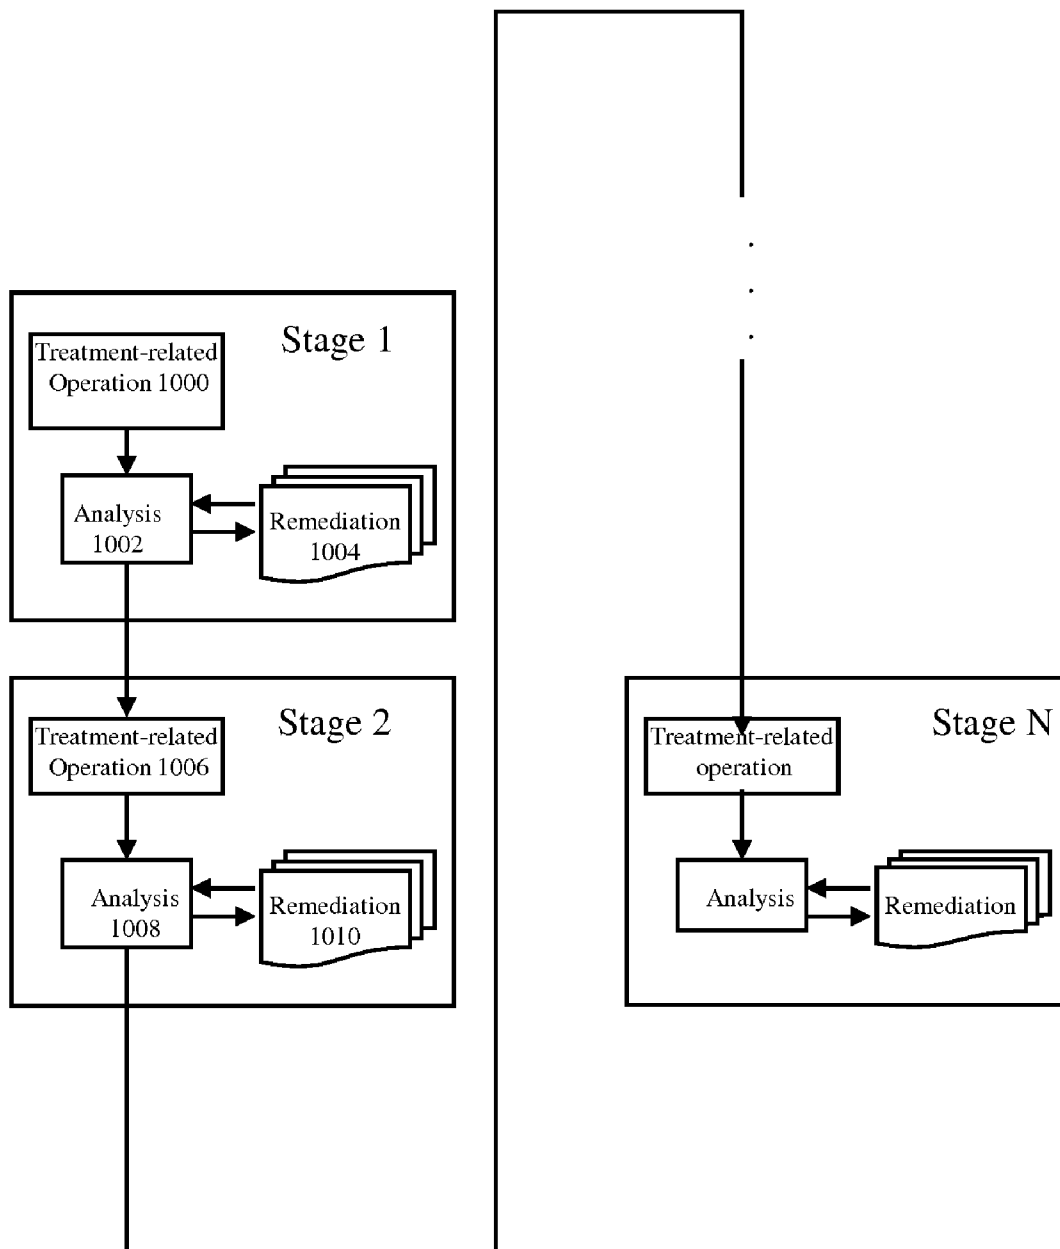 Stage 1
Treatment-related
Operation 1000
Analysis
1002
Remediation
1004
Stage 2
Treatment-related
Operation 1006
Analysis
1008
Remediation
1010
.
.
.
Stage N
Treatment-related
operation
Analysis
Remediation